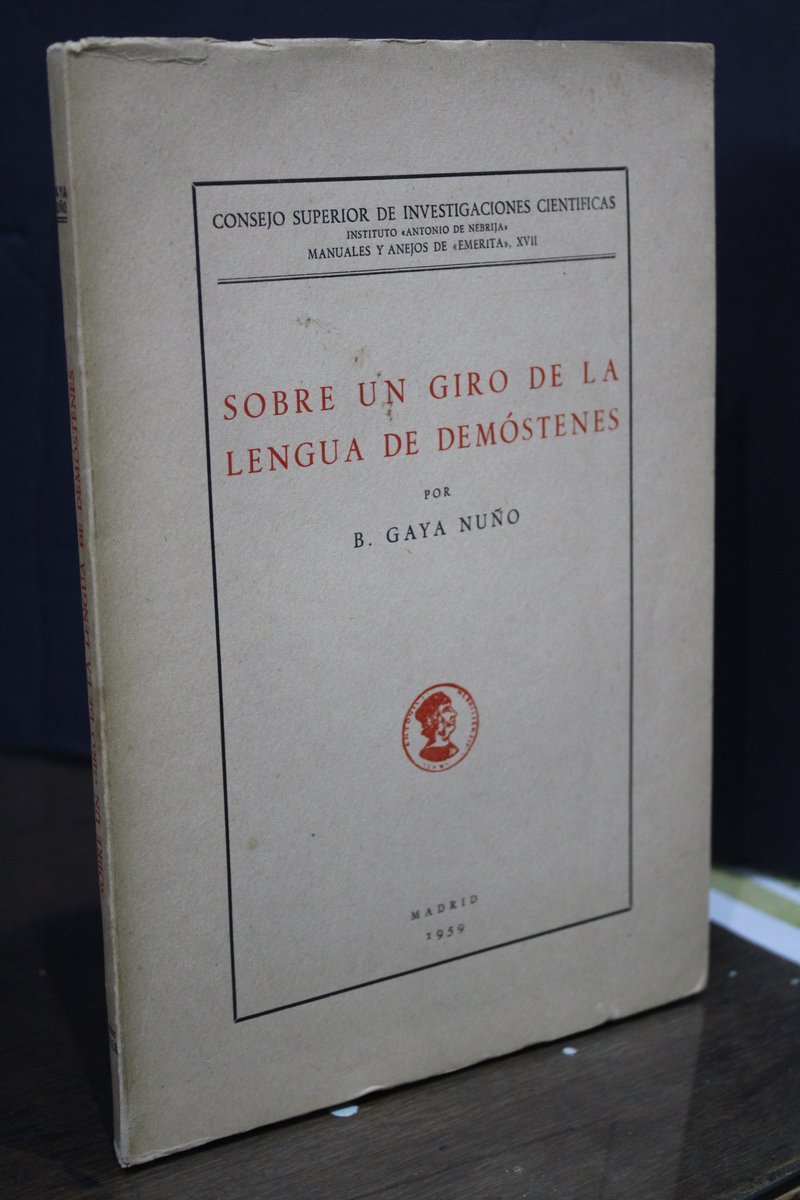 CONSEJO SUPERIOR DE INVESTIGACIONES CIENTIFICAS
INSTITUTO «ANTONIO DE NEBRIJA»
MANUALES Y ANEJOS DE «EMERITA», XVII
SOBRE UN GIRO DE LA
LENGUA DE DEMÓSTENES
POR
B. GAYA NUÑO
MADRID
1959
SOBRE UN GIRO DE LA LENGUA DE DEMÓSTENES